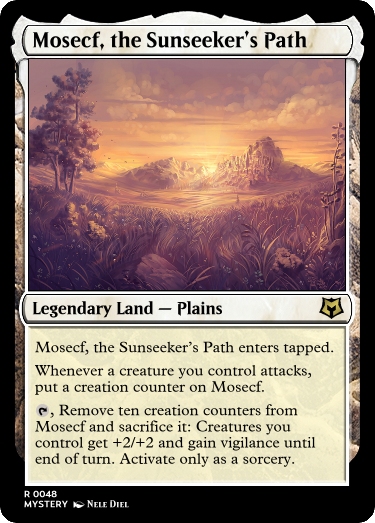 Mosecf, the Sunseeker's Path
Legendary Land — Plains
Mosecf, the Sunseeker's Path enters tapped.
Whenever a creature you control attacks,
put a creation counter on Mosecf.
, Remove ten creation counters from
Mosecf and sacrifice it: Creatures you
control get +2/+2 and gain vigilance until
end of turn. Activate only as a sorcery.
R 0048
MYSTERY Nele Diel